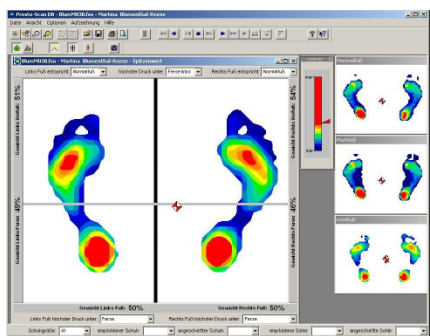 Presto-Scan DB - BlumM038.fsx - Martina Blumenthal-Reese
Datei Ansicht Optionen Aufzeichnung Hilfe
BlumM038.fsx - Martina Blumenthal-Reese - Spitzenwert
Links Fuß entspricht: Normalfuß höchster Druck unter: Ferse links Rechts Fuß entspricht: Normalfuß
Gewicht Links Vorfuß: 51%
Gewicht Links Ferse: 49%
Gewicht Rechts Vorfuß: 54%
Gewicht Rechts Ferse: 46%
Gewicht Links Fuß: 50% Gewicht Rechts Fuß: 50%
Links Fuß höchster Druck unter: Ferse Rechts Fuß höchster Druck unter: Ferse
Normalfuß
Plattfuß
Hohlfuß
Schuhgröße: empfohlener Schuh: angeschaffter Schuh: empfohlene Sohle: angeschaffte Sohle: